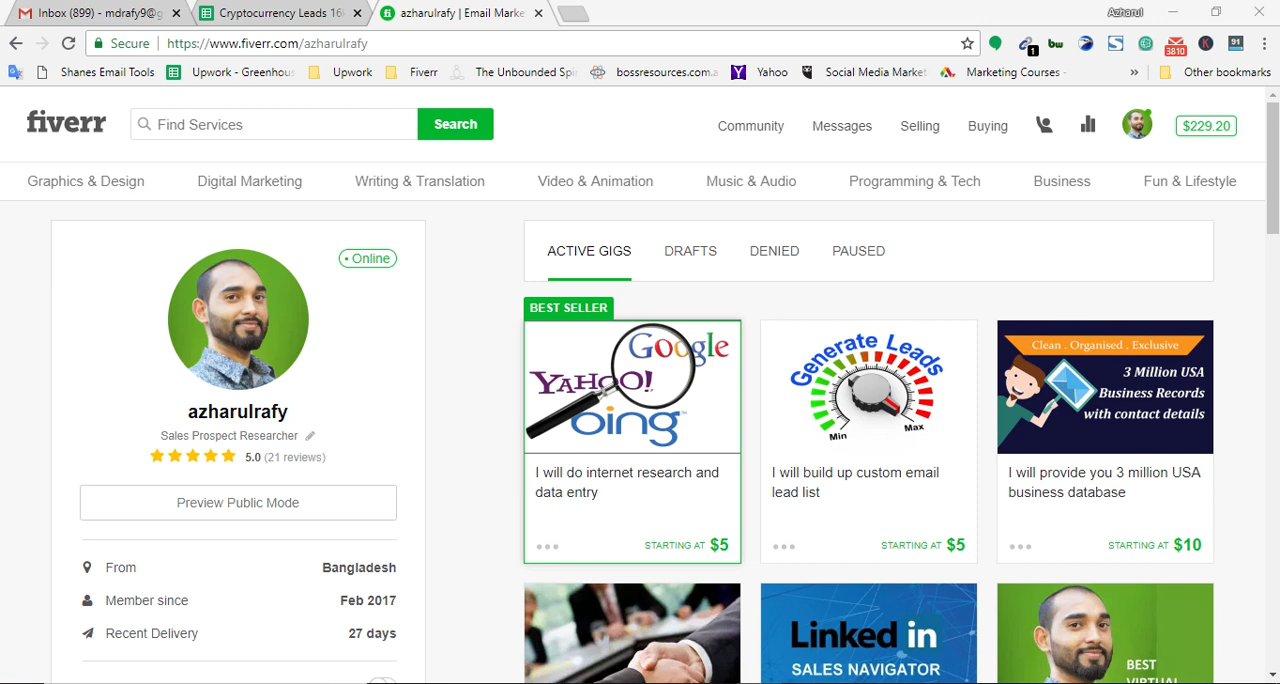 Inbox (899) - mdrafy9@g
Cryptocurrency Leads 16
azharulrafy | Email Marke
Azharul
Secure
https://www.fiverr.com/azharulrafy
1
bw
S
3810
K
91
Shanes Email Tools
Upwork - greenhous
Upwork
Fiverr
The Unbounded Spi
bossresources.com.a
Yahoo
Social Media Market
Marketing Courses -
»
Other bookmarks
fiverr
Find Services
Search
Community
Messages
Selling
Buying
$229.20
Graphics & Design
Digital Marketing
Writing & Translation
Video & Animation
Music & Audio
Programming & Tech
Business
Fun & Lifestyle
• Online
azharulrafy
Sales Prospect Researcher
5.0 (21 reviews)
Preview Public Mode
From Bangladesh
Member since Feb 2017
Recent Delivery 27 days
ACTIVE GIGS
DRAFTS
DENIED
PAUSED
BEST SELLER
Google
YAHOO!
bing
I will do internet research and
data entry
STARTING AT $5
Generate Leads
Min
Max
I will build up custom email
lead list
STARTING AT $5
Clean . Organised . Exclusive
3 Million USA
Business Records
with contact details
I will provide you 3 million USA
business database
STARTING AT $10
Linked in
SALES NAVIGATOR
BEST
VIRTUAL